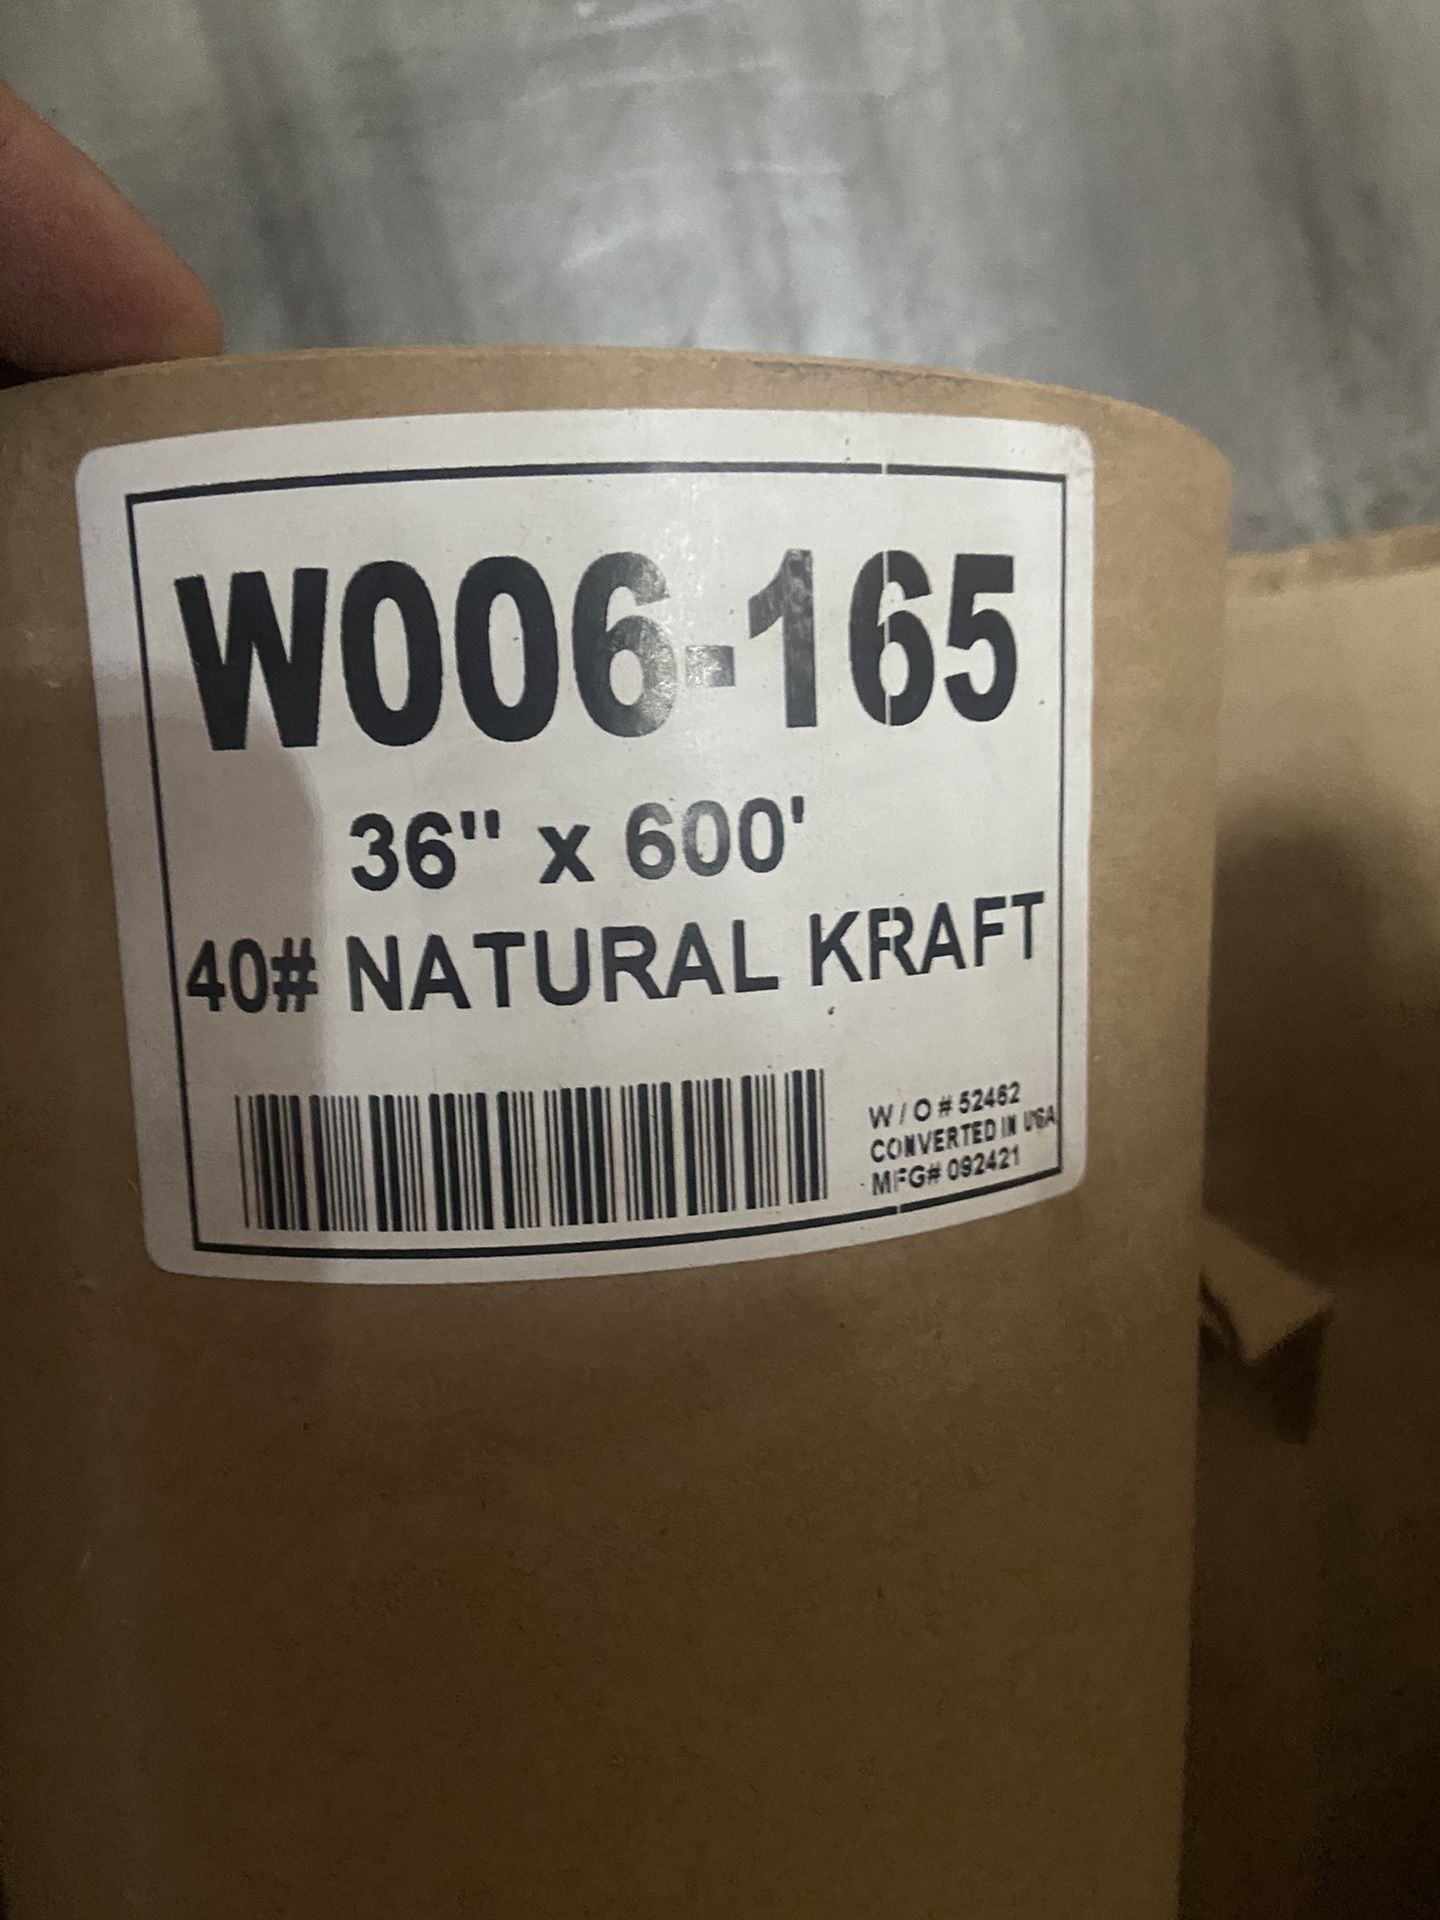 W006-165
36" x 600'
40# NATURAL KRAFT
W/O# 52462
CONVERTED IN USA
MFG# 092421